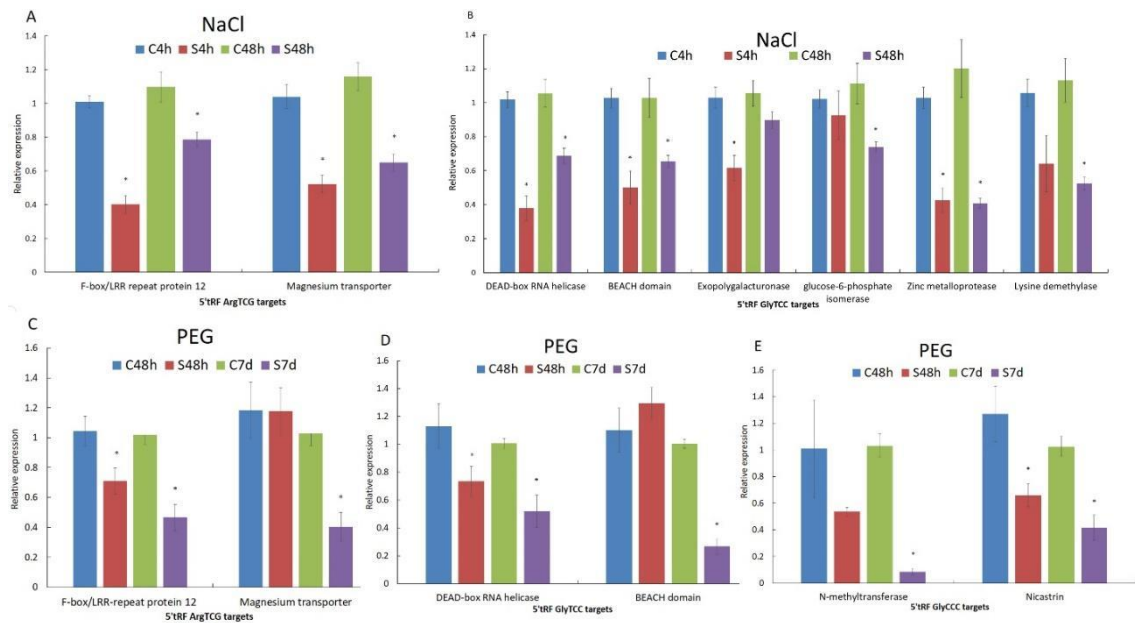 A
NaCl
C4h S4h C48h S48h
1.4
1.2
1
0.8
0.6
0.4
0.2
0
Relative expression
* * * *
F-box/LRR repeat protein 12 Magnesium transporter
5'tRF ArgTCG targets
B
NaCl
C4h S4h C48h S48h
1.4
1.2
1
0.8
0.6
0.4
0.2
0
Relative expression
* * * * * * * * *
DEAD-box RNA helicase BEACH domain Exopolygalacturonase glucose-6-phosphate Zinc metalloprotease Lysine demethylase
isomerase
5'tRF GlyTCC targets
C
PEG
C48h S48h C7d S7d
1.6
1.4
1.2
1
0.8
0.6
0.4
0.2
0
Relative expression
* * *
F-box/LRR-repeat protein 12 Magnesium transporter
5'tRF ArgTCG targets
D
PEG
C48h S48h C7d S7d
1.6
1.4
1.2
1
0.8
0.6
0.4
0.2
0
Relative expression
* * *
DEAD-box RNA helicase BEACH domain
5'tRF GlyTCC targets
E
PEG
C48h S48h C7d S7d
1.6
1.4
1.2
1
0.8
0.6
0.4
0.2
0
Relative expression
* * *
N-methyltransferase Nicastrin
5'tRF GlyCCC targets